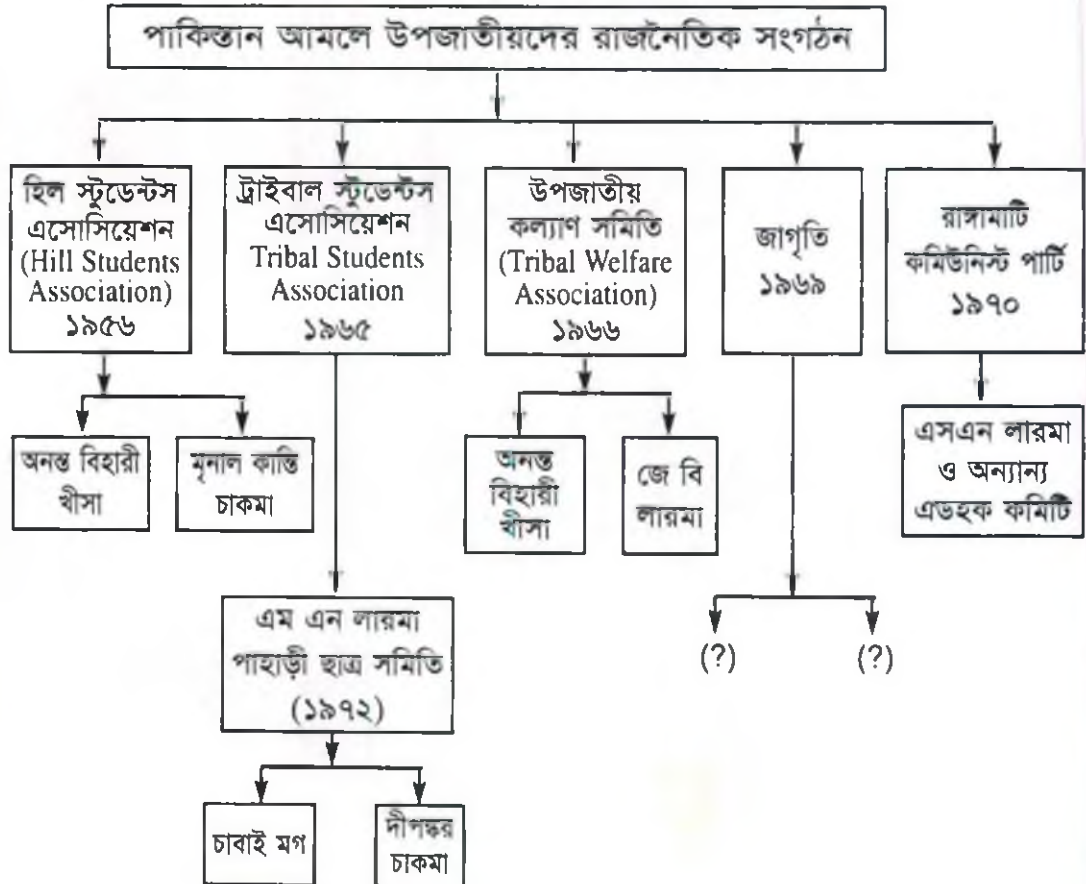 পাকিস্তান আমলে উপজাতীয়দের রাজনৈতিক সংগঠন
হিল স্টুডেন্টস
এসোসিয়েশন
(Hill Students
Association)
১৯৫৬
ট্রাইবাল স্টুডেন্টস
এসোসিয়েশন
Tribal Students
Association
১৯৬৫
উপজাতীয়
কল্যাণ সমিতি
(Tribal Welfare
Association)
১৯৬৬
জাগৃতি
১৯৬৯
রাঙ্গামাটি
কমিউনিস্ট পার্টি
১৯৭০
অনন্ত বিহারী
খীসা
মৃনাল কান্তি
চাকমা
অনন্ত
বিহারী
খীসা
জে বি
লারমা
এসএন লারমা
ও অন্যান্য
এডহক কমিটি
এম এন লারমা
পাহাড়ী ছাত্র সমিতি
(১৯৭২)
(?)
(?)
চাবাই মগ
দীপঙ্কর
চাকমা